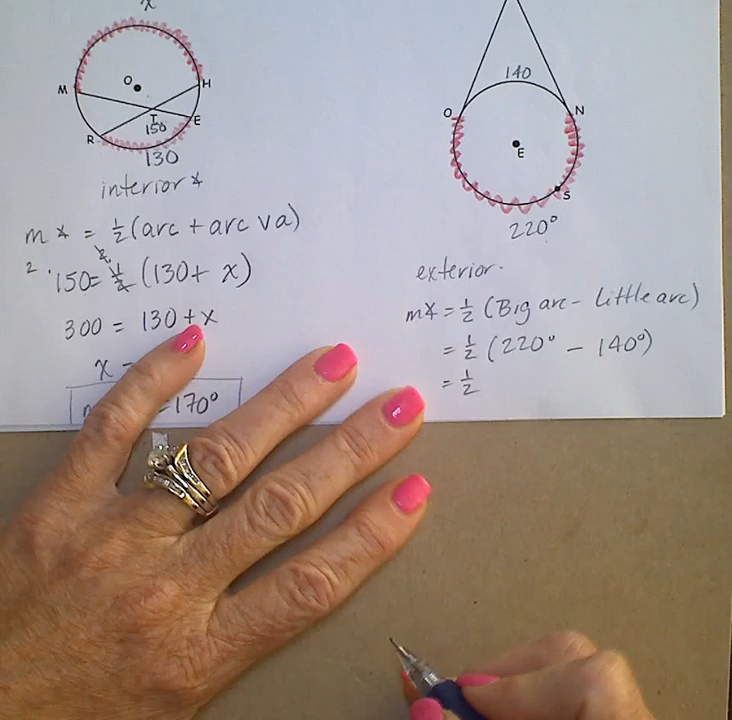 x
O
M
H
I
150
E
R
130
interior ∡
m∡ = ½(arc + arc va)
2 · 150 = ½ (130 + x) 2·
300 = 130 + x
x =
= 170°
140
O
N
E
S
220°
exterior.
m∡ = ½ (Big arc - Little arc)
= ½ (220° - 140°)
= ½